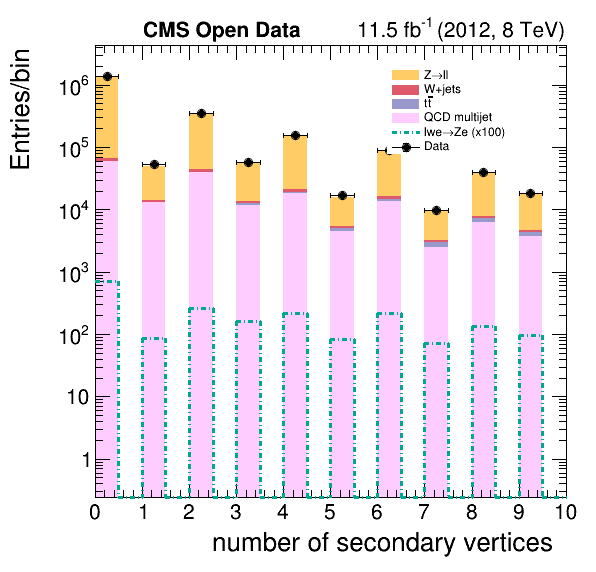 CMS Open Data 11.5 fb⁻¹ (2012, 8 TeV)
Entries/bin
Z→ll
W+jets
tt̄
QCD multijet
lwe→Ze (x100)
Data
10⁶
10⁵
10⁴
10³
10²
10
1
0 1 2 3 4 5 6 7 8 9 10
number of secondary vertices